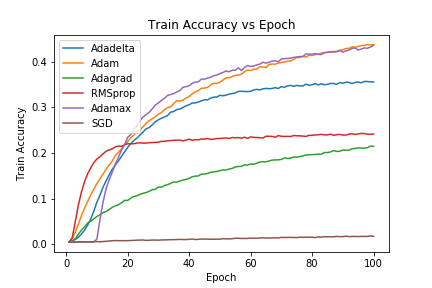 Train Accuracy vs Epoch
Adadelta
Adam
Adagrad
RMSprop
Adamax
SGD
Train Accuracy
0.4
0.3
0.2
0.1
0.0
0 20 40 60 80 100
Epoch